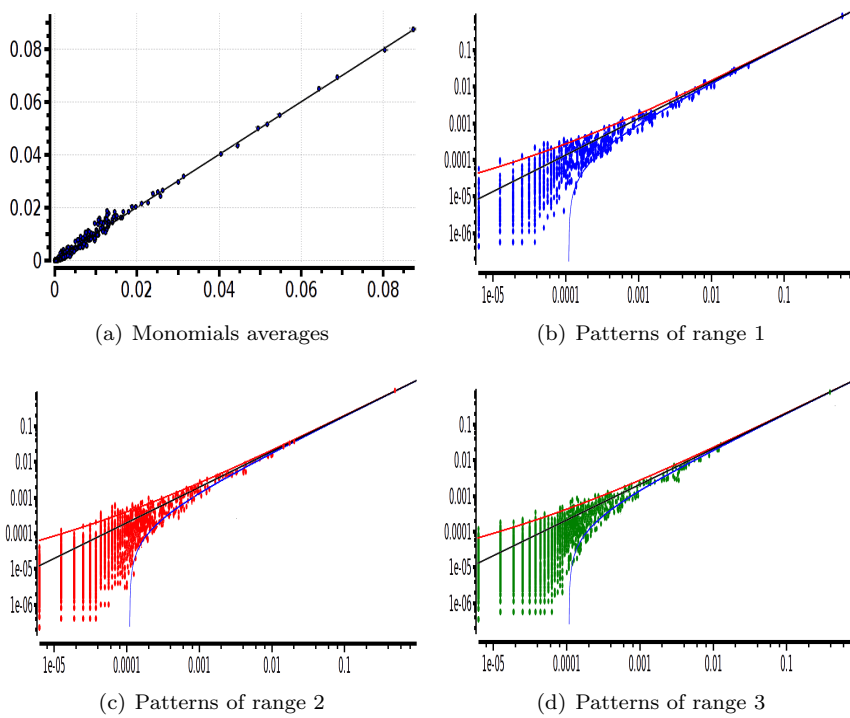 0.08
0.06
0.04
0.02
0
0 0.02 0.04 0.06 0.08
(a) Monomials averages
0.1
0.01
0.001
0.0001
1e-05
1e-06
1e-05 0.0001 0.001 0.01 0.1
(b) Patterns of range 1
0.1
0.01
0.001
0.0001
1e-05
1e-06
1e-05 0.0001 0.001 0.01 0.1
(c) Patterns of range 2
0.1
0.01
0.001
0.0001
1e-05
1e-06
1e-05 0.0001 0.001 0.01 0.1
(d) Patterns of range 3